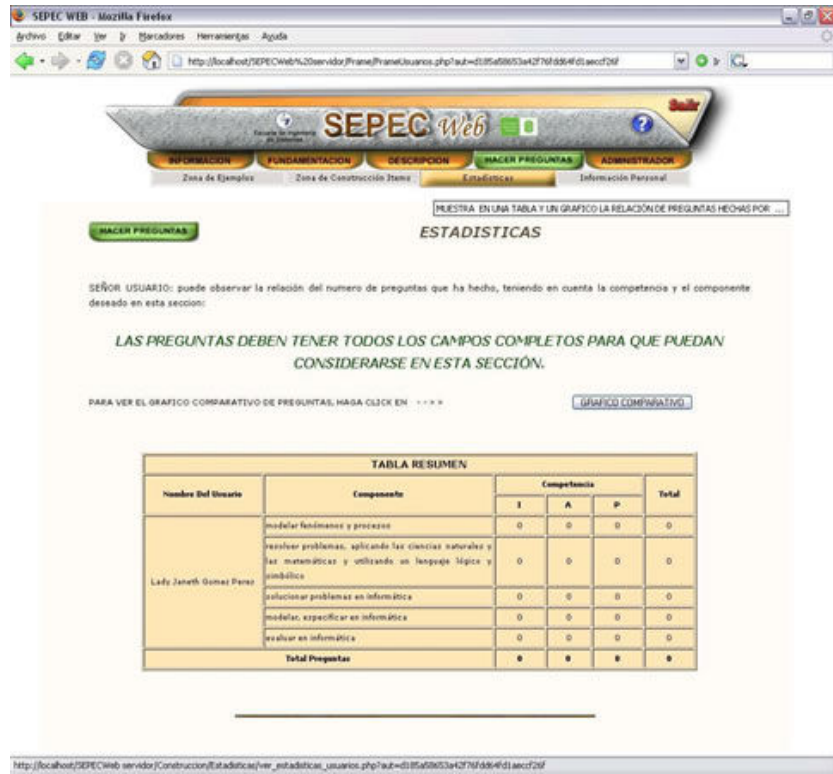 SEPEC WEB - Mozilla Firefox
Archivo Editar Ver Ir Marcadores Herramientas Ayuda
http://localhost/SEPECWeb%20servidor/Frame/FrameUsuarios.php?aut=
Salir
SEPEC Web
INFORMACION FUNDAMENTACION DESCRIPCION HACER PREGUNTAS ADMINISTRADOR
Zona de Ejemplos Zona de Construcción Items Estadísticas Información Personal
MUESTRA EN UNA TABLA Y UN GRAFICO LA RELACIÓN DE PREGUNTAS HECHAS POR ...
HACER PREGUNTAS
ESTADISTICAS
SEÑOR USUARIO: puede observar la relación del numero de preguntas que ha hecho, teniendo en cuenta la competencia y el componente
deseado en esta seccion:
LAS PREGUNTAS DEBEN TENER TODOS LOS CAMPOS COMPLETOS PARA QUE PUEDAN
CONSIDERARSE EN ESTA SECCIÓN.
PARA VER EL GRAFICO COMPARATIVO DE PREGUNTAS, HAGA CLICK EN --»» GRAFICO COMPARATIVO
TABLA RESUMEN
Nombre Del Usuario Componente Competencia Total
I A P
Lady Janeth Gomez Perez
modelar fenómenos y procesos 0 0 0 0
resolver problemas, aplicando las ciencias naturales y
las matemáticas y utilizando un lenguaje lógico y
simbólico 0 0 0 0
solucionar problemas en informática 0 0 0 0
modelar, especificar en informática 0 0 0 0
evaluar en informática 0 0 0 0
Total Preguntas 0 0 0 0
http://localhost/SEPECWeb servidor/Construccion/Estadisticas/ver_estadisticas_usuarios.php?aut=